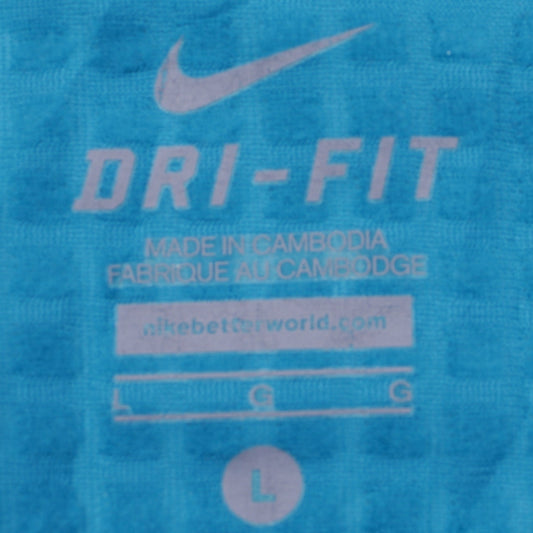 DRI-FIT
MADE IN CAMBODIA
FABRIQUE AU CAMBODGE
nikebetterworld.com
L G G
L